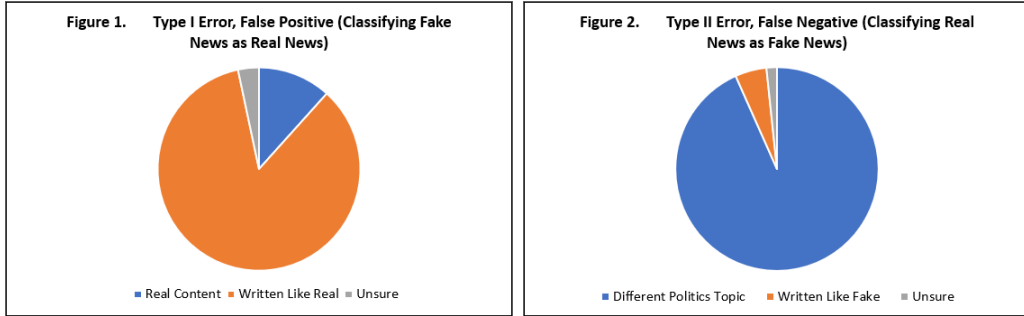 Figure 1. Type I Error, False Positive (Classifying Fake
News as Real News)
Real Content Written Like Real Unsure
Figure 2. Type II Error, False Negative (Classifying Real
News as Fake News)
Different Politics Topic Written Like Fake Unsure